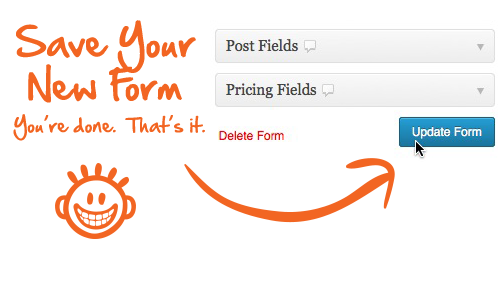 Save Your
New Form
You're done. That's it.
Post Fields
Pricing Fields
Delete Form
Update Form